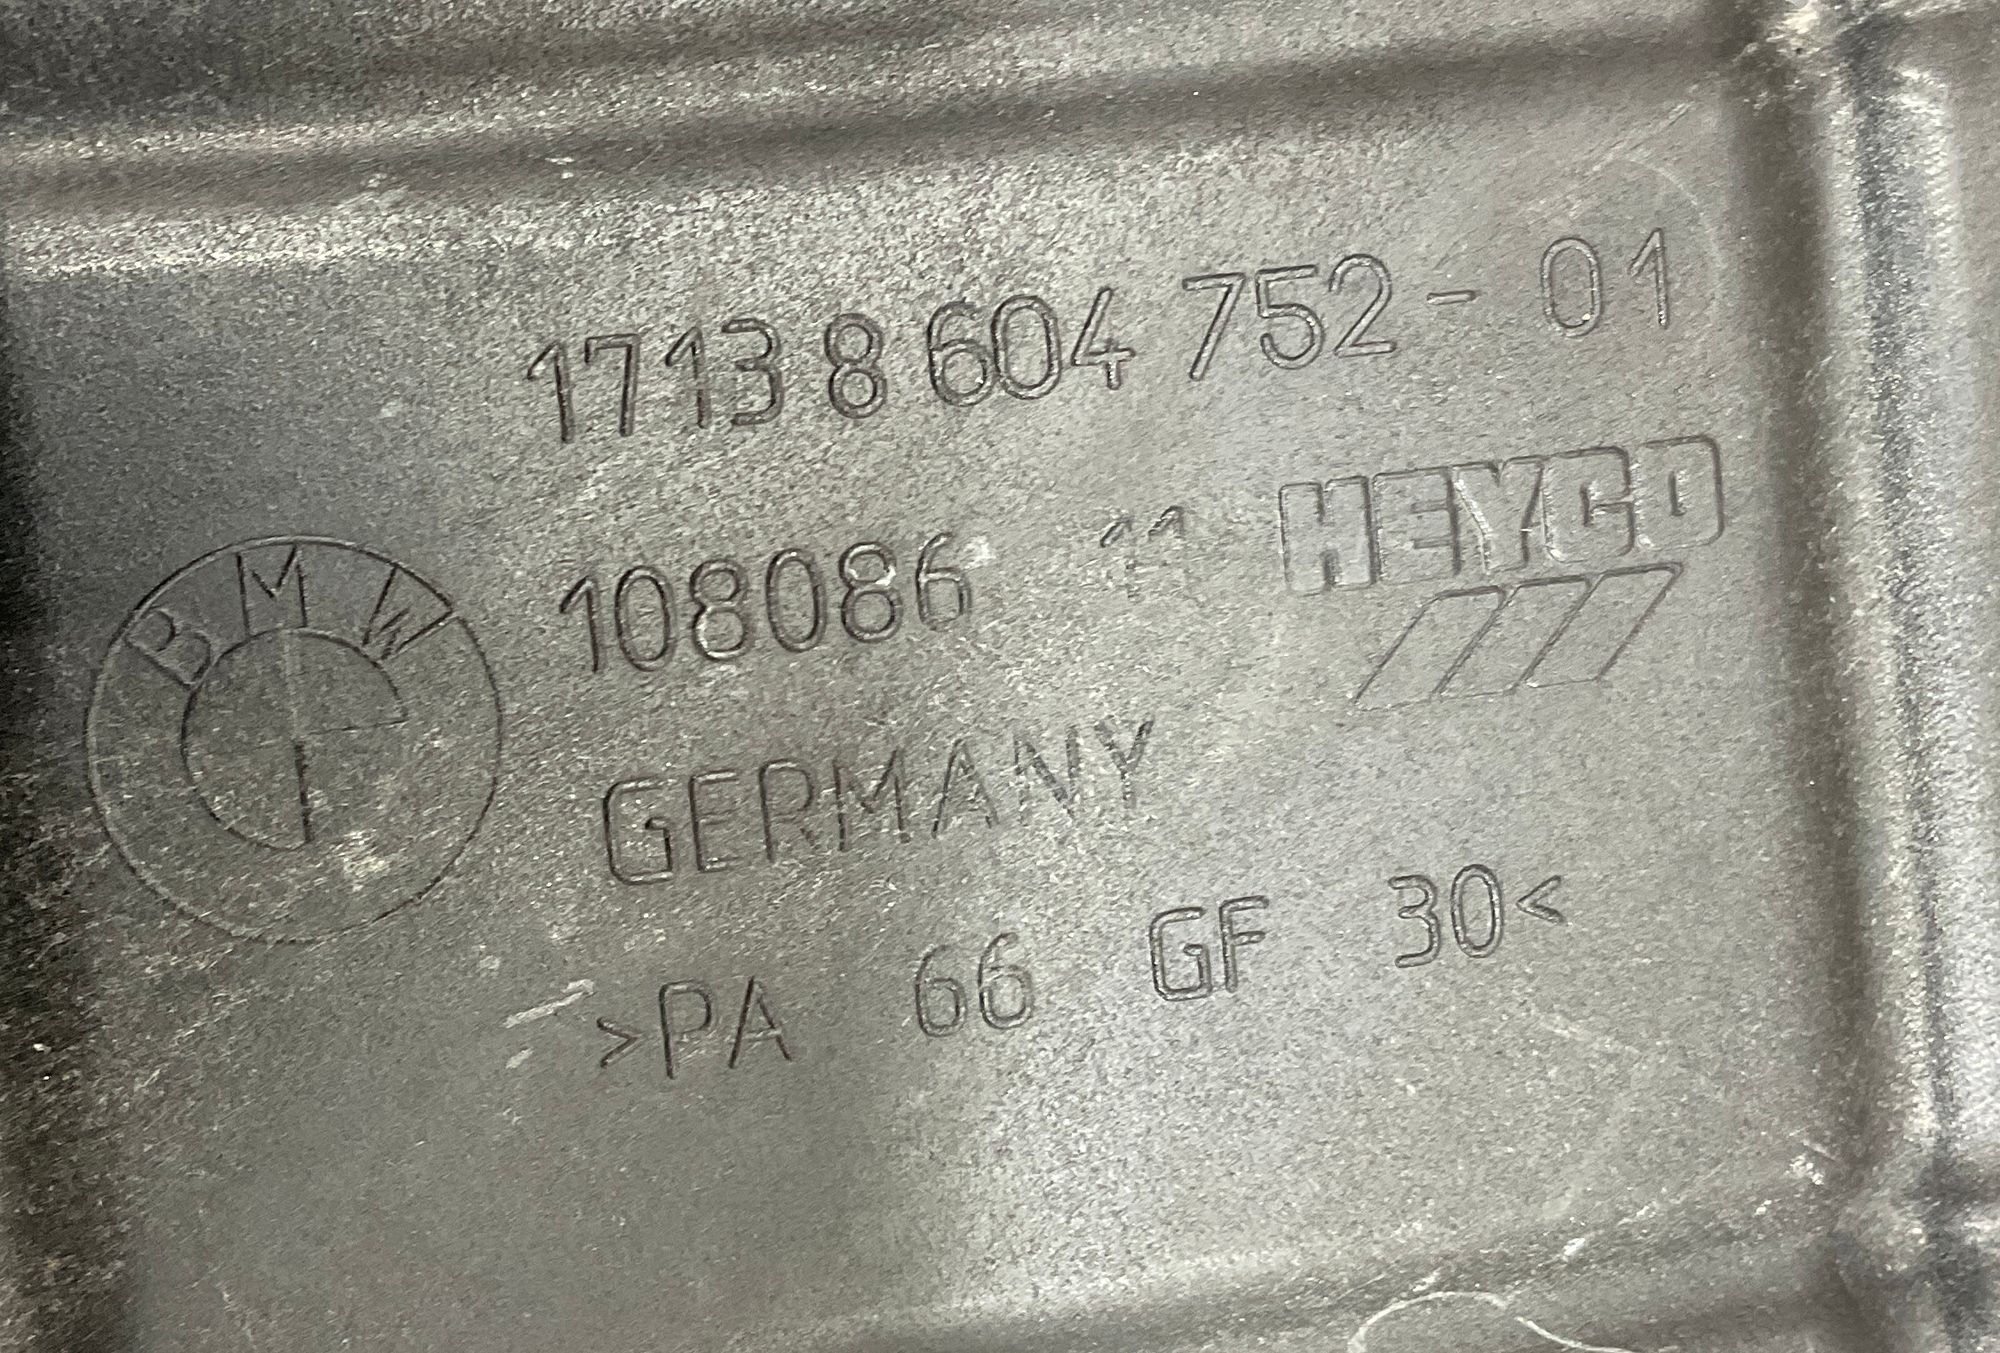 1713 8 604 752 - 01
108086 11 HEYCO
BMW
GERMANY
>PA 66 GF 30<